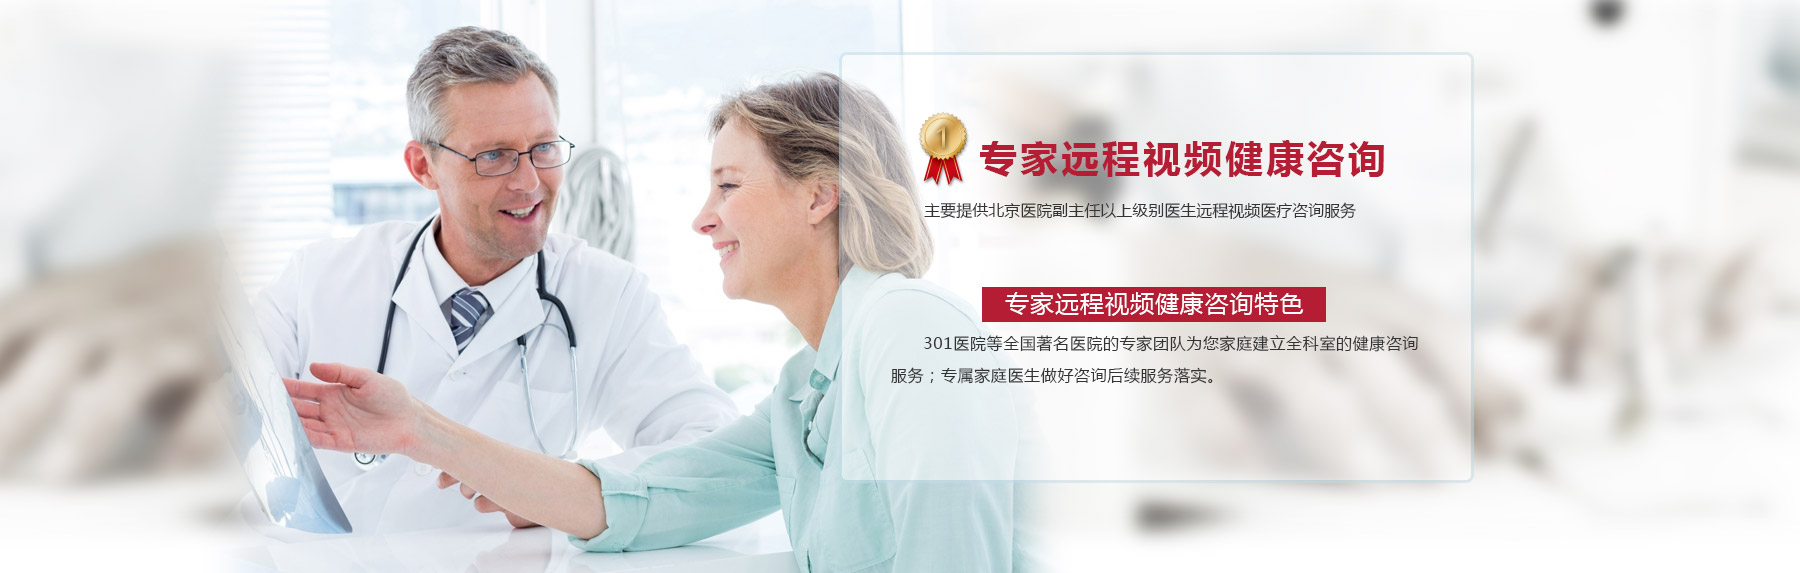 1
专家远程视频健康咨询
主要提供北京医院副主任以上级别医生远程视频医疗咨询服务
专家远程视频健康咨询特色
301医院等全国著名医院的专家团队为您家庭建立全科室的健康咨询
服务；专属家庭医生做好咨询后续服务落实。